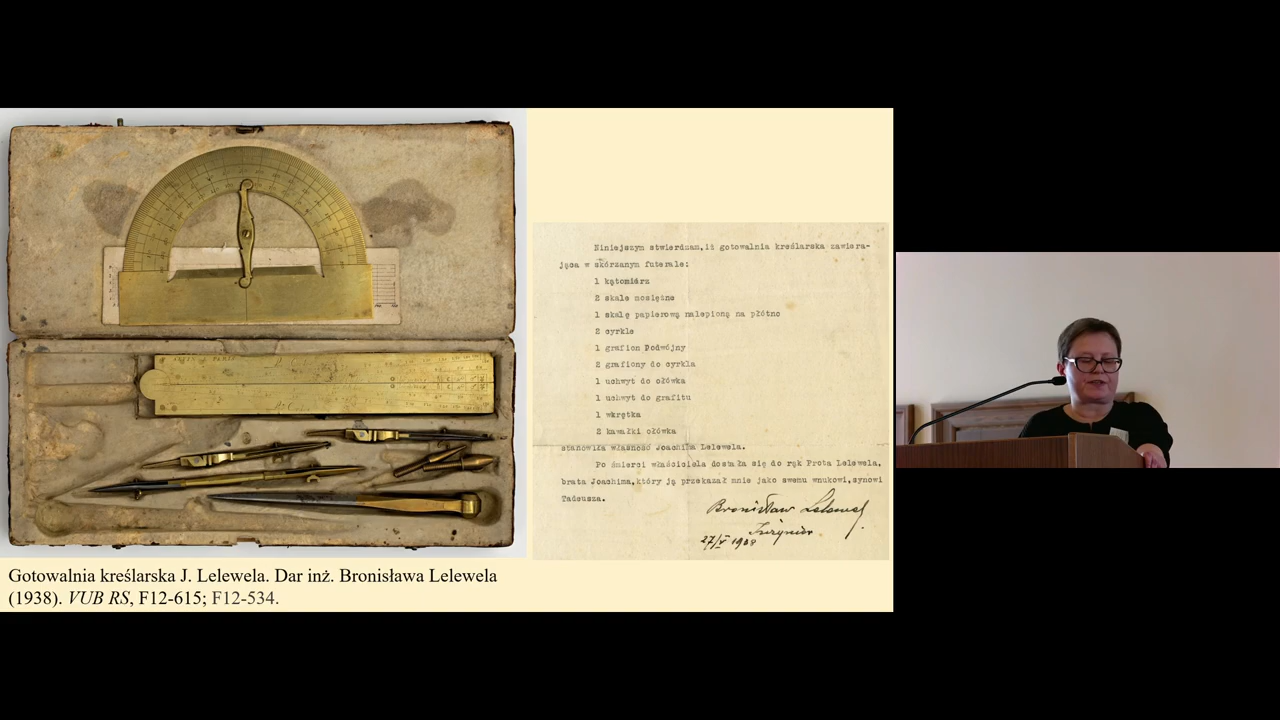 Niniejszym stwierdzam, iż gotowalnia kreślarska zawiera-
jąca w skórzanym futerale:
1 kątomiarz
2 skale mosiężne
1 skalę papierową nalepioną na płótno
2 cyrkle
1 grafion Podwójny
2 grafiony do cyrkla
1 uchwyt do ołówka
1 uchwyt do grafitu
1 wkrętka
2 kawałki ołówka
stanowiła własność Joachima Lelewela.
Po śmierci właściciela dostała się do rąk Prota Lelewela,
brata Joachima, który ją przekazał mnie jako swemu wnukowi, synowi
Tadeusza.
Bronisław Lelewel
Inżynier
27/V 1938
Gotowalnia kreślarska J. Lelewela. Dar inż. Bronisława Lelewela
(1938). VUB RS, F12-615; F12-534.